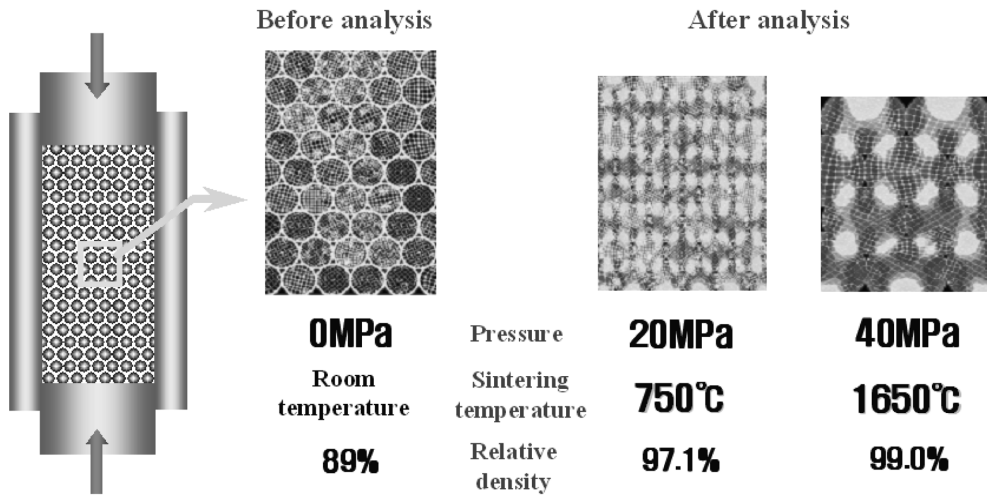 Before analysis
After analysis
0MPa
Pressure
20MPa
40MPa
Room
temperature
Sintering
temperature
750℃
1650℃
89%
Relative
density
97.1%
99.0%